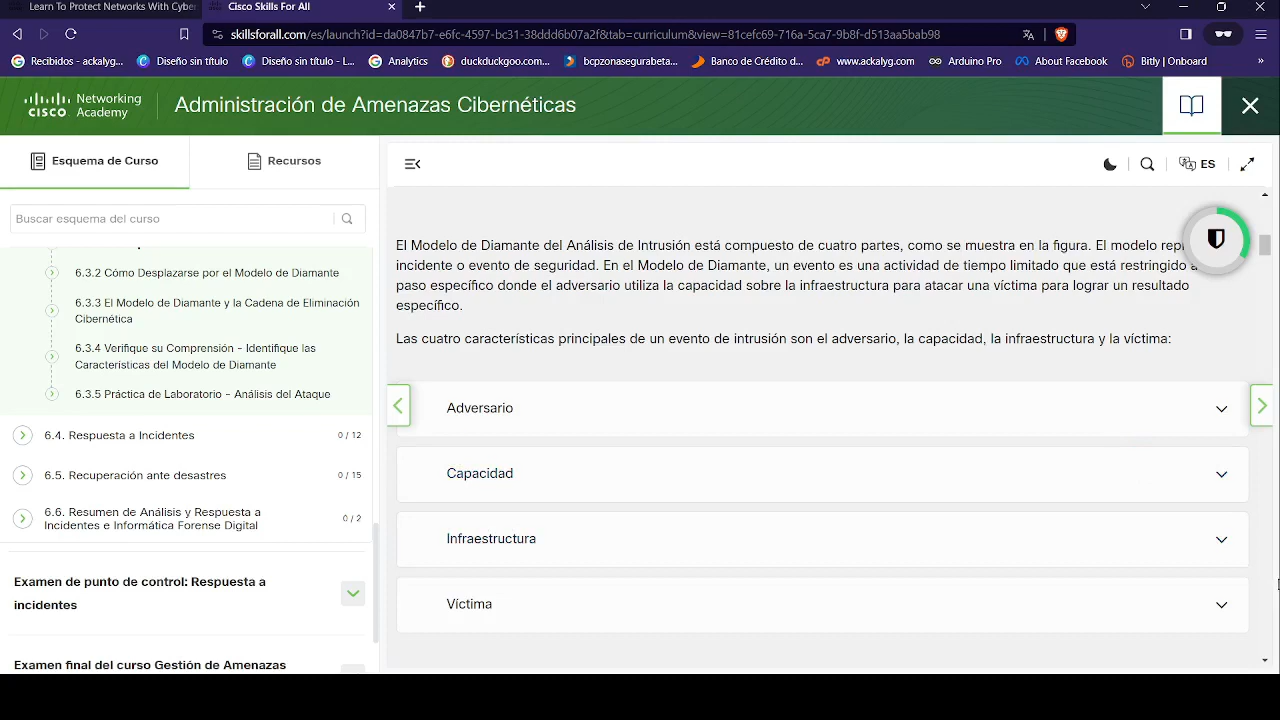 Learn To Protect Networks With Cyber
Cisco Skills For All
skillsforall.com/es/launch?id=da0847b7-e6fc-4597-bc31-38ddd6b07a2f&tab=curriculum&view=81cefc69-716a-5ca7-9b8f-d513aa5bab98
Recibidos - ackalyg...
Diseño sin título
Diseño sin título - L...
Analytics
duckduckgoo.com...
bcpzonasegurabeta...
Banco de Crédito d...
www.ackalyg.com
Arduino Pro
About Facebook
Bitly | Onboard
»
CISCO Networking Academy
Administración de Amenazas Cibernéticas
Esquema de Curso
Recursos
ES
Buscar esquema del curso
6.3.2 Cómo Desplazarse por el Modelo de Diamante
6.3.3 El Modelo de Diamante y la Cadena de Eliminación
Cibernética
6.3.4 Verifique su Comprensión - Identifique las
Características del Modelo de Diamante
6.3.5 Práctica de Laboratorio - Análisis del Ataque
6.4. Respuesta a Incidentes 0 / 12
6.5. Recuperación ante desastres 0 / 15
6.6. Resumen de Análisis y Respuesta a
Incidentes e Informática Forense Digital 0 / 2
Examen de punto de control: Respuesta a
incidentes
Examen final del curso Gestión de Amenazas
El Modelo de Diamante del Análisis de Intrusión está compuesto de cuatro partes, como se muestra en la figura. El modelo rep
incidente o evento de seguridad. En el Modelo de Diamante, un evento es una actividad de tiempo limitado que está restringido
paso específico donde el adversario utiliza la capacidad sobre la infraestructura para atacar una víctima para lograr un resultado
específico.
Las cuatro características principales de un evento de intrusión son el adversario, la capacidad, la infraestructura y la víctima:
Adversario
Capacidad
Infraestructura
Víctima